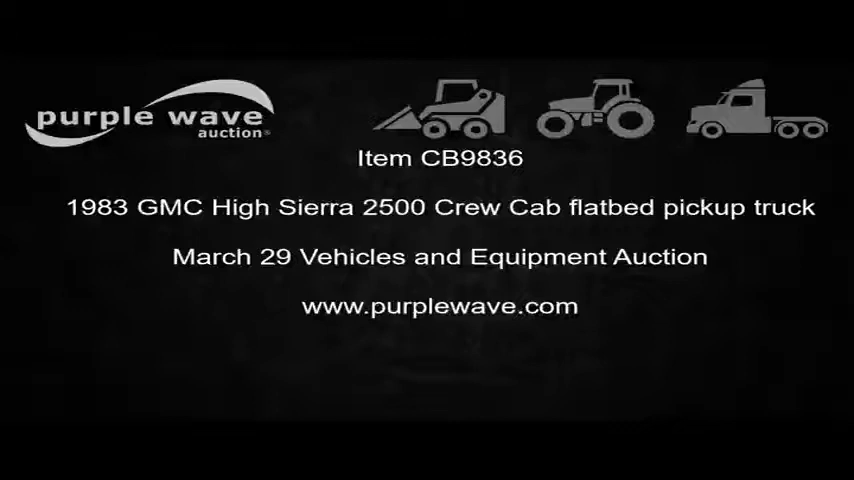 purple wave
auction®
Item CB9836
1983 GMC High Sierra 2500 Crew Cab flatbed pickup truck
March 29 Vehicles and Equipment Auction
www.purplewave.com